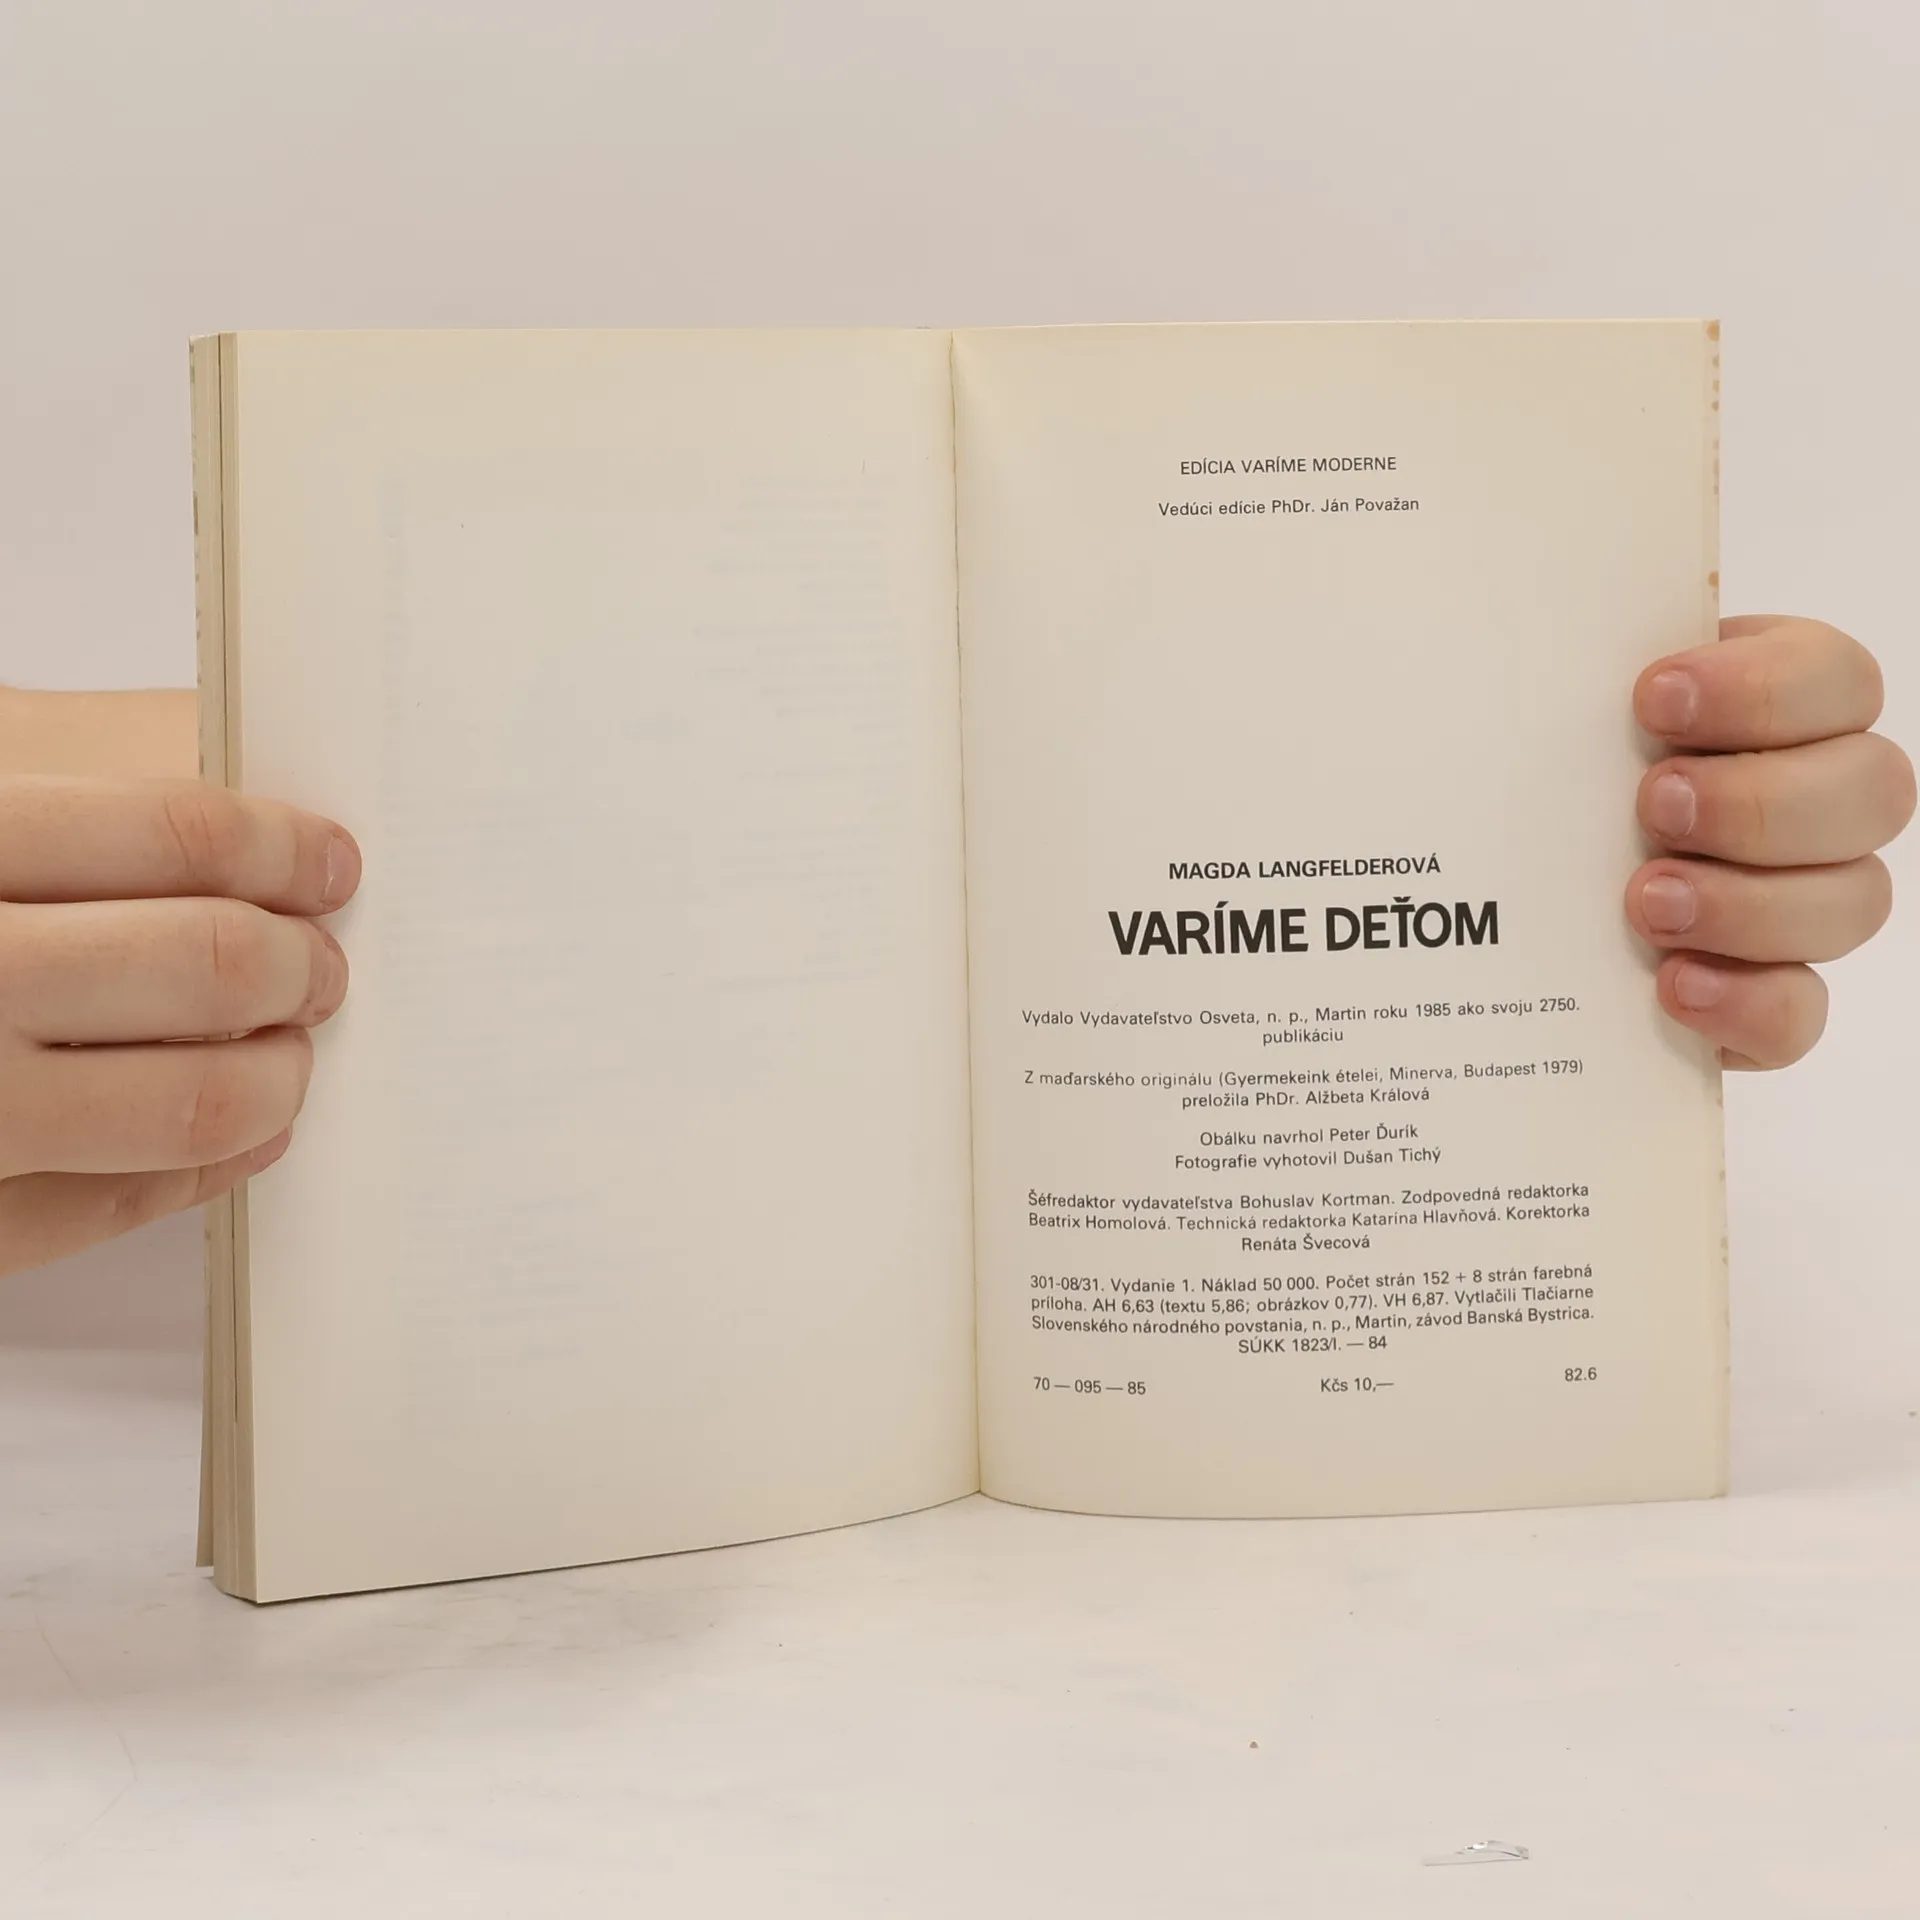 EDÍCIA VARÍME MODERNE
Vedúci edície PhDr. Ján Považan
MAGDA LANGFELDEROVÁ
VARÍME DEŤOM
Vydalo Vydavateľstvo Osveta, n. p., Martin roku 1985 ako svoju 2750.
publikáciu
Z maďarského originálu (Gyermekeink ételei, Minerva, Budapest 1979)
preložila PhDr. Alžbeta Králová
Obálku navrhol Peter Ďurík
Fotografie vyhotovil Dušan Tichý
Šéfredaktor vydavateľstva Bohuslav Kortman. Zodpovedná redaktorka
Beatrix Homolová. Technická redaktorka Katarina Hlavňová. Korektorka
Renáta Švecová
301-08/31. Vydanie 1. Náklad 50 000. Počet strán 152 + 8 strán farebná
príloha. AH 6,63 (textu 5,86; obrázkov 0,77). VH 6,87. Vytlačili Tlačiarne
Slovenského národného povstania, n. p., Martin, závod Banská Bystrica.
SÚKK 1823/I. — 84
70 — 095 — 85 Kčs 10,— 82.6